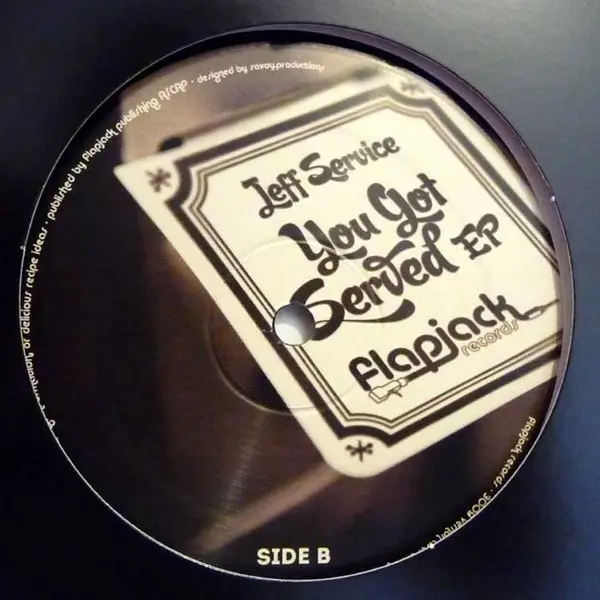 or delicious recipe ideas • published by flapjack publishing ASCAP • designed by savoy.productions
Jeff Service
You Got
Served EP
flapjack
records
flapjack records •
SIDE B